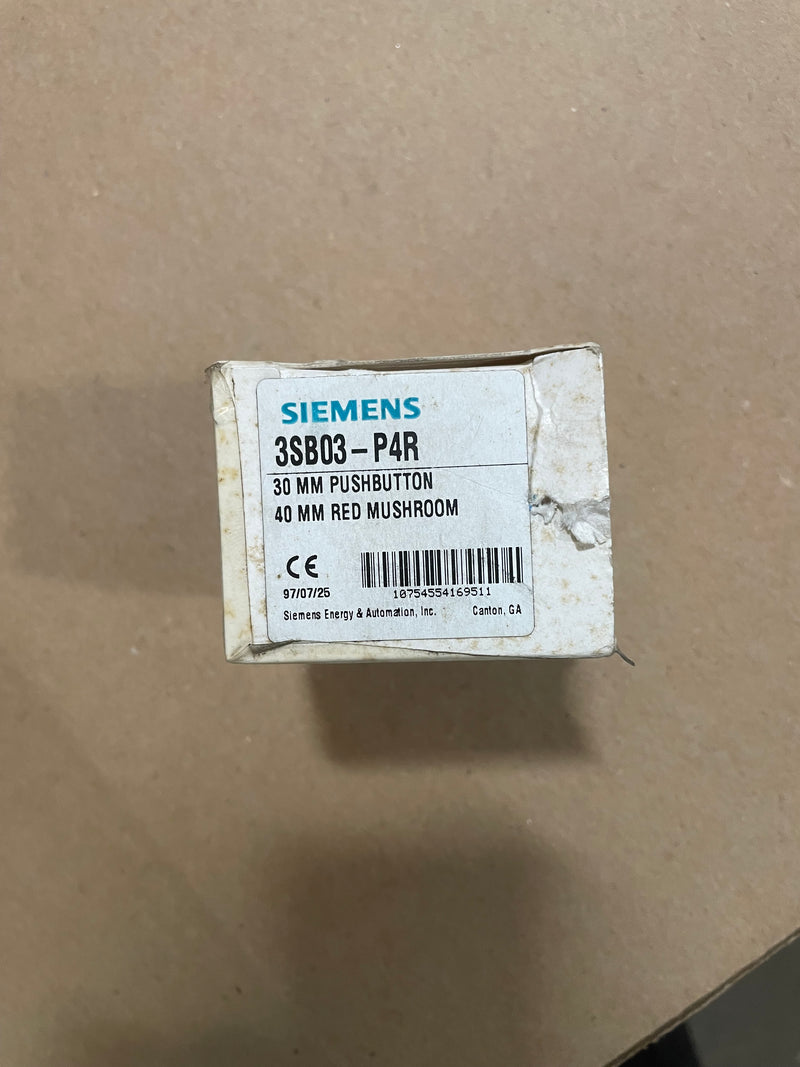 SIEMENS
3SB03-P4R
30 MM PUSHBUTTON
40 MM RED MUSHROOM
CE
10754554169511
97/07/25
Siemens Energy & Automation, Inc. Canton, GA